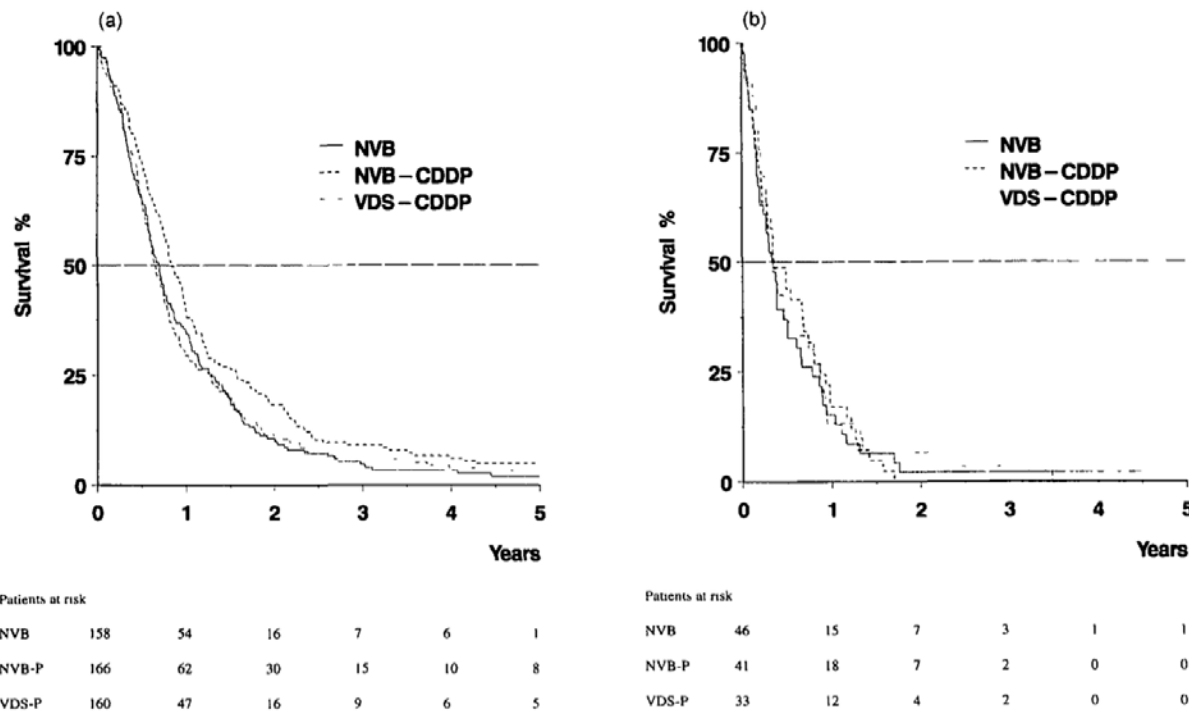 (a)
100
75
50
25
0
Survival %
NVB
NVB – CDDP
VDS – CDDP
0 1 2 3 4 5
Years
Patients at risk
NVB 158 54 16 7 6 1
NVB-P 166 62 30 15 10 8
VDS-P 160 47 16 9 6 5
(b)
100
75
50
25
0
Survival %
NVB
NVB – CDDP
VDS – CDDP
0 1 2 3 4 5
Years
Patients at risk
NVB 46 15 7 3 1 1
NVB-P 41 18 7 2 0 0
VDS-P 33 12 4 2 0 0